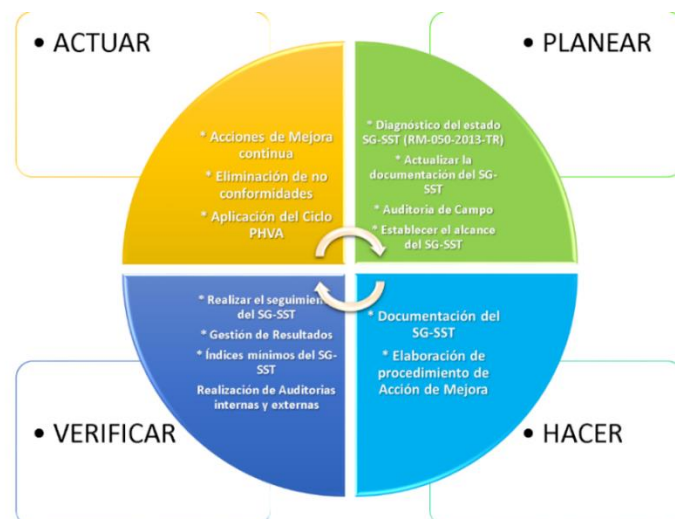 • ACTUAR
• PLANEAR
* Acciones de Mejora
continua
* Eliminación de no
conformidades
* Aplicación del Ciclo
PHVA
* Diagnóstico del estado
SG-SST (RM-050-2013-TR)
* Actualizar la
documentación del SG-
SST
* Auditoria de Campo
* Establecer el alcance
del SG-SST
* Realizar el seguimiento
del SG-SST
* Gestión de Resultados
* Índices mínimos del SG-
SST
Realización de Auditorias
internas y externas
* Documentación del
SG-SST
* Elaboración de
procedimiento de
Acción de Mejora
• VERIFICAR
• HACER